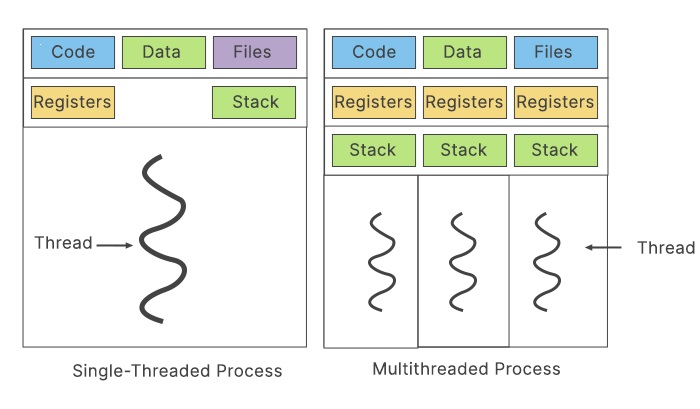 Code Data Files
Registers Stack
Thread
Single-Threaded Process
Code Data Files
Registers Registers Registers
Stack Stack Stack
Thread
Multithreaded Process